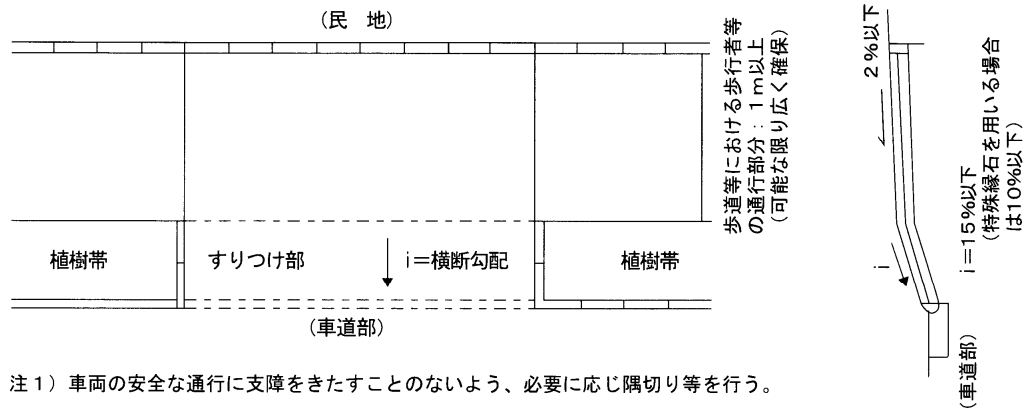 （民　地）
植樹帯
すりつけ部
i＝横断勾配
植樹帯
（車道部）
歩道等における歩行者等
の通行部分：１ｍ以上
（可能な限り広く確保）
２％以下
i
i＝15％以下
（特殊縁石を用いる場合
は10％以下）
（車道部）
注１）車両の安全な通行に支障をきたすことのないよう、必要に応じ隅切り等を行う。